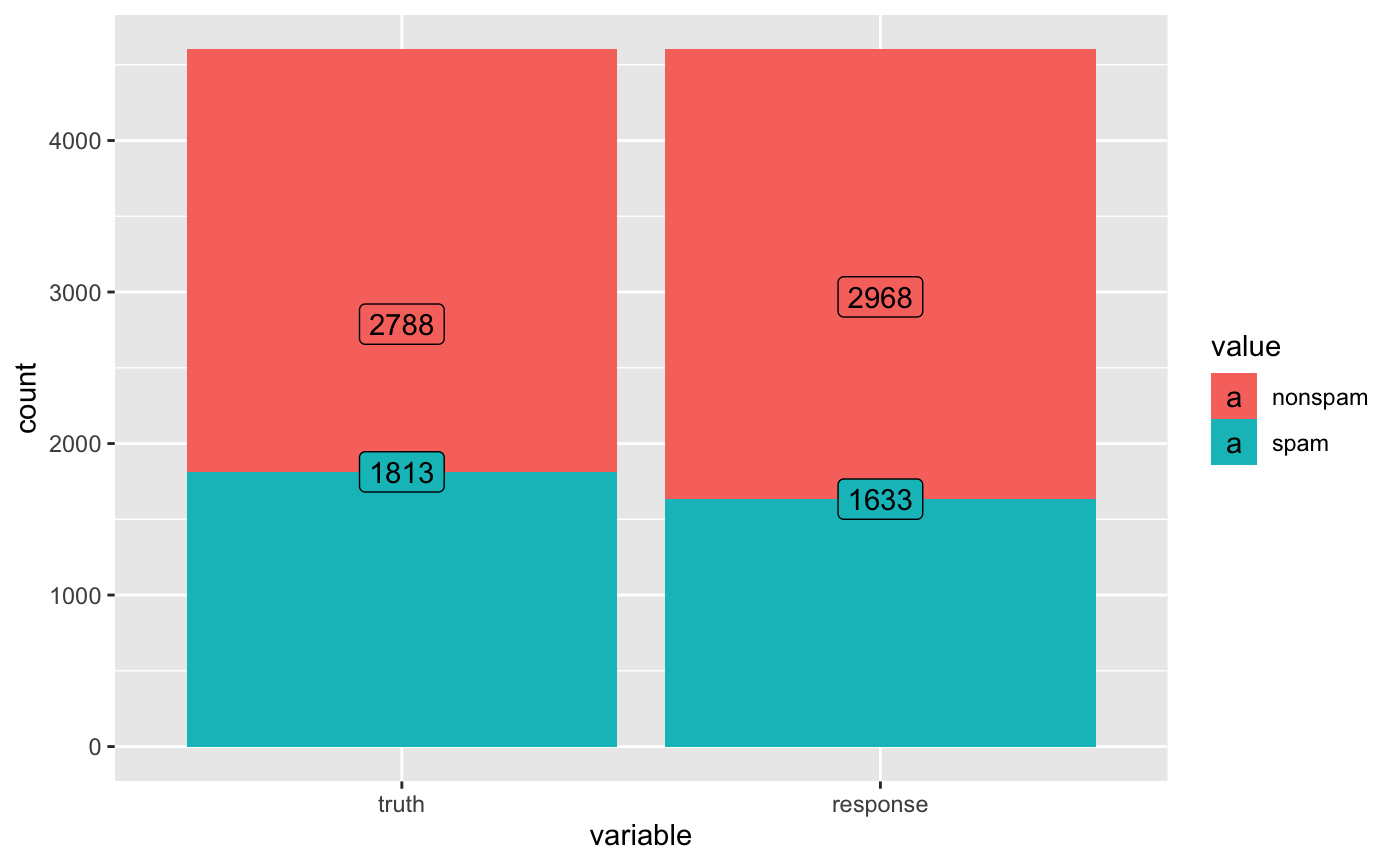 count
4000
3000
2000
1000
0
2788
2968
1813
1633
truth
response
variable
value
a nonspam
a spam